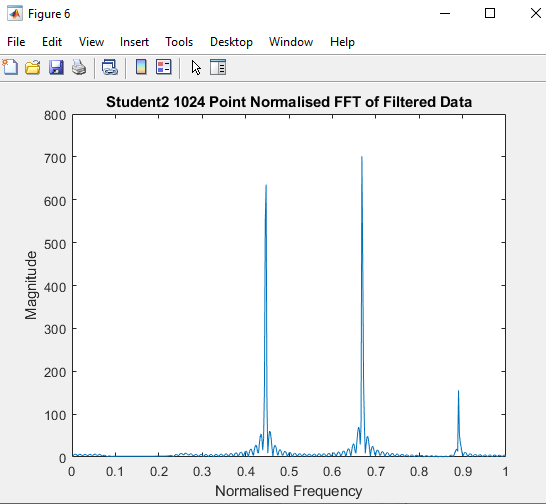 Figure 6
File Edit View Insert Tools Desktop Window Help
Student2 1024 Point Normalised FFT of Filtered Data
800
700
600
500
400
300
200
100
0
Magnitude
0 0.1 0.2 0.3 0.4 0.5 0.6 0.7 0.8 0.9 1
Normalised Frequency